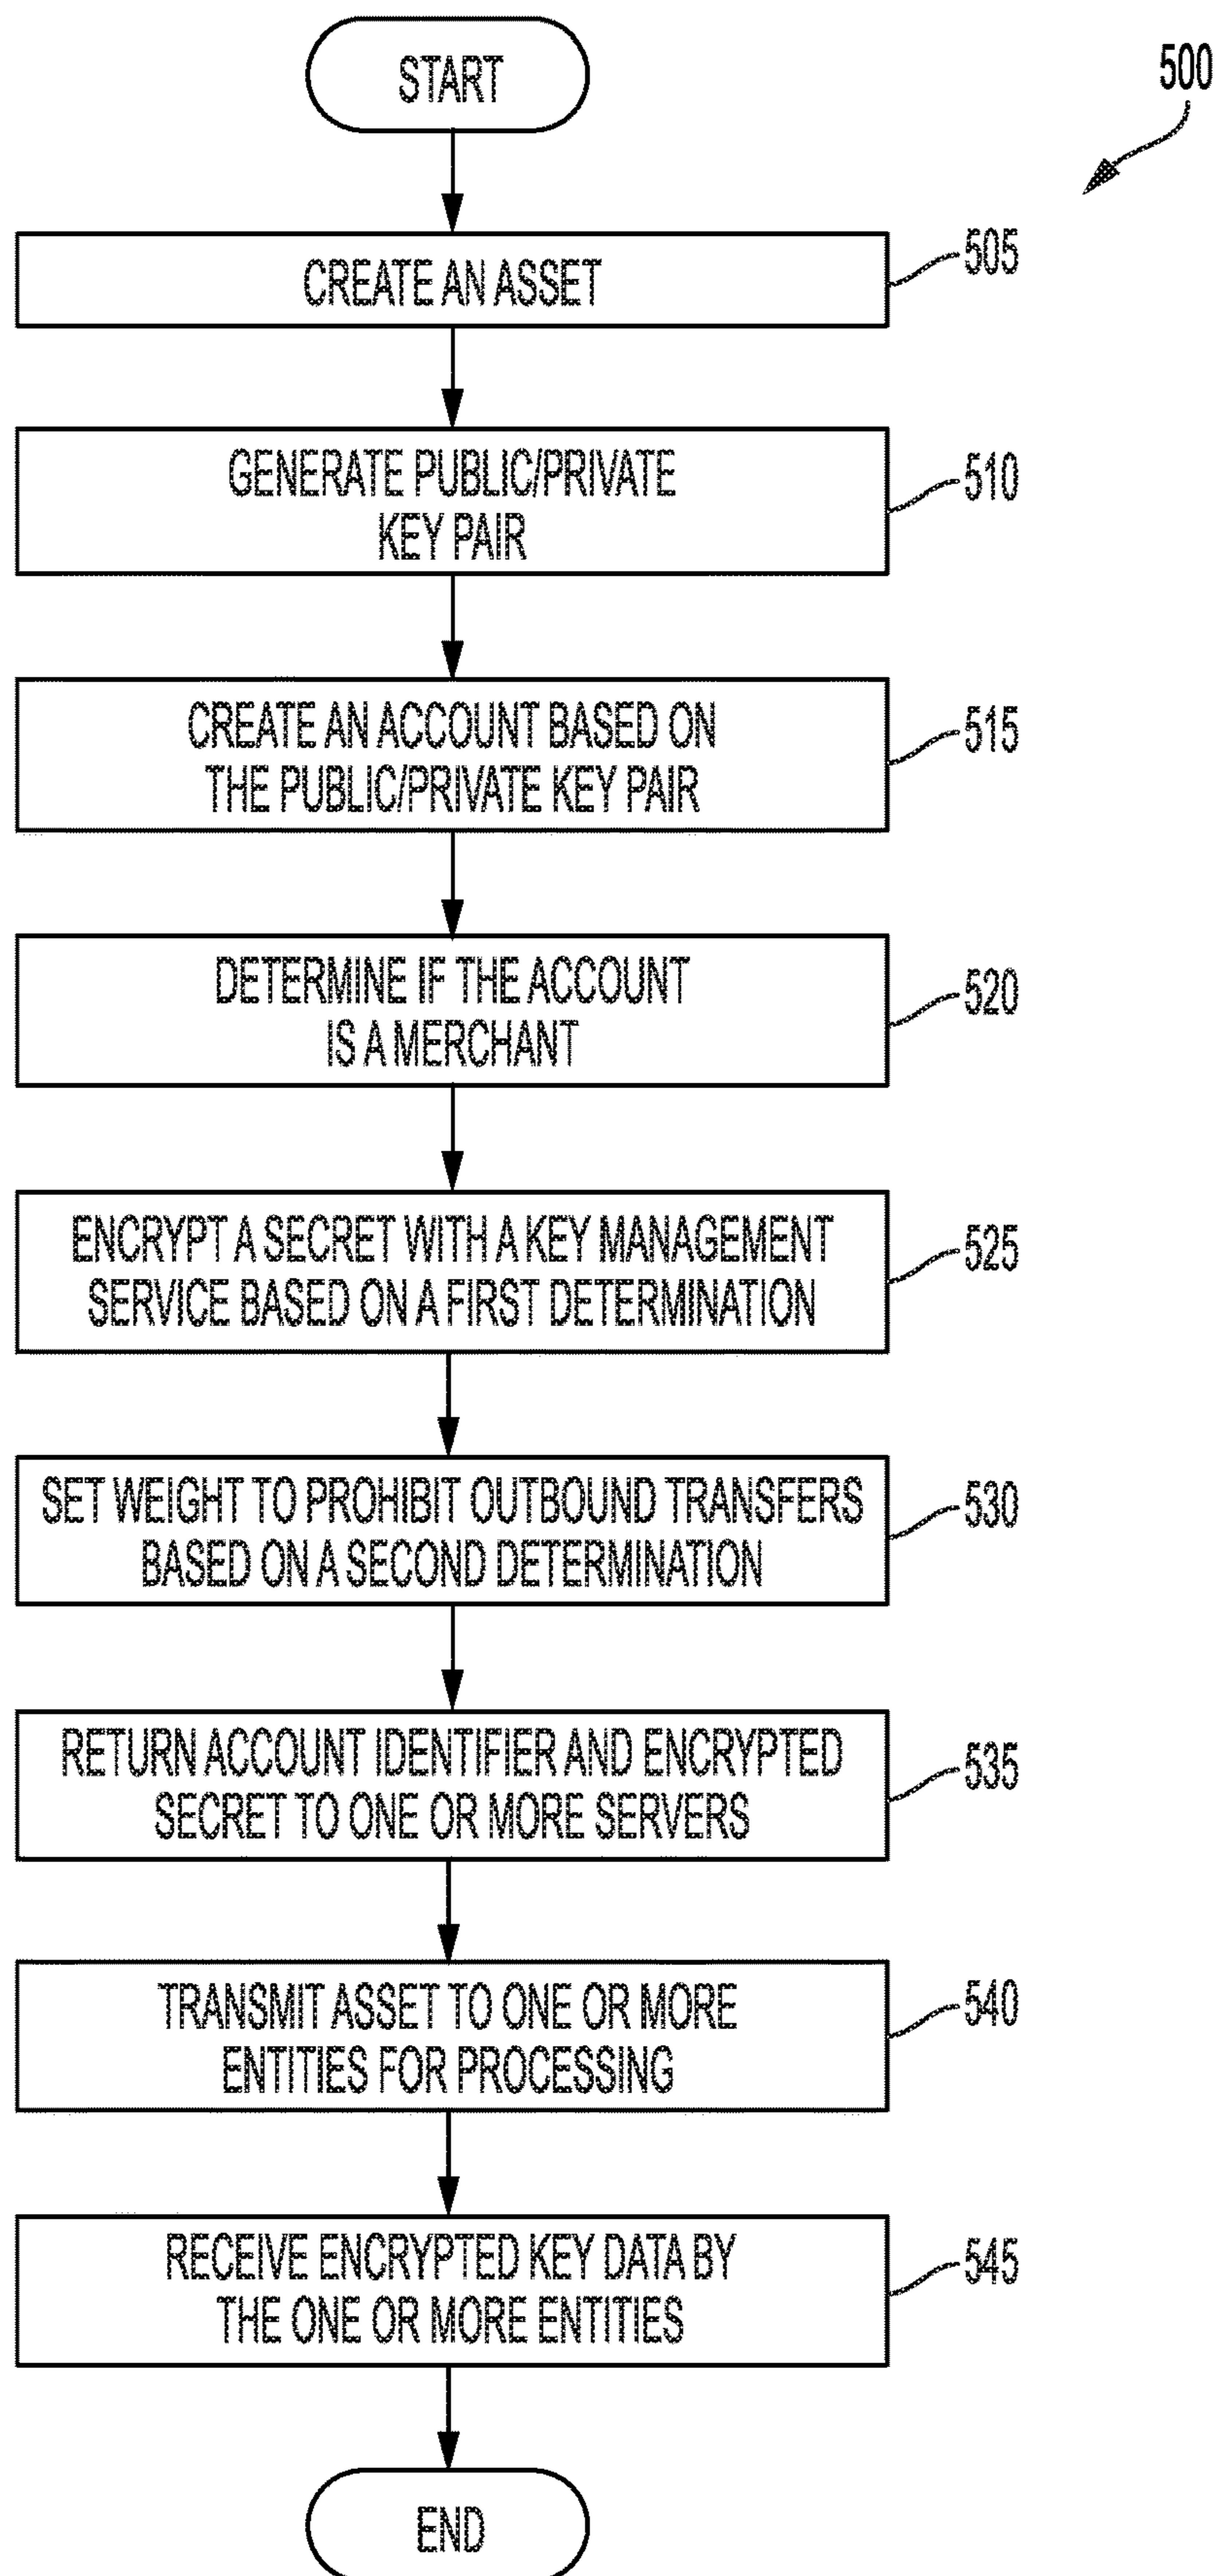 START
500
CREATE AN ASSET
505
GENERATE PUBLIC/PRIVATE
KEY PAIR
510
CREATE AN ACCOUNT BASED ON
THE PUBLIC/PRIVATE KEY PAIR
515
DETERMINE IF THE ACCOUNT
IS A MERCHANT
520
ENCRYPT A SECRET WITH A KEY MANAGEMENT
SERVICE BASED ON A FIRST DETERMINATION
525
SET WEIGHT TO PROHIBIT OUTBOUND TRANSFERS
BASED ON A SECOND DETERMINATION
530
RETURN ACCOUNT IDENTIFIER AND ENCRYPTED
SECRET TO ONE OR MORE SERVERS
535
TRANSMIT ASSET TO ONE OR MORE
ENTITIES FOR PROCESSING
540
RECEIVE ENCRYPTED KEY DATA BY
THE ONE OR MORE ENTITIES
545
END